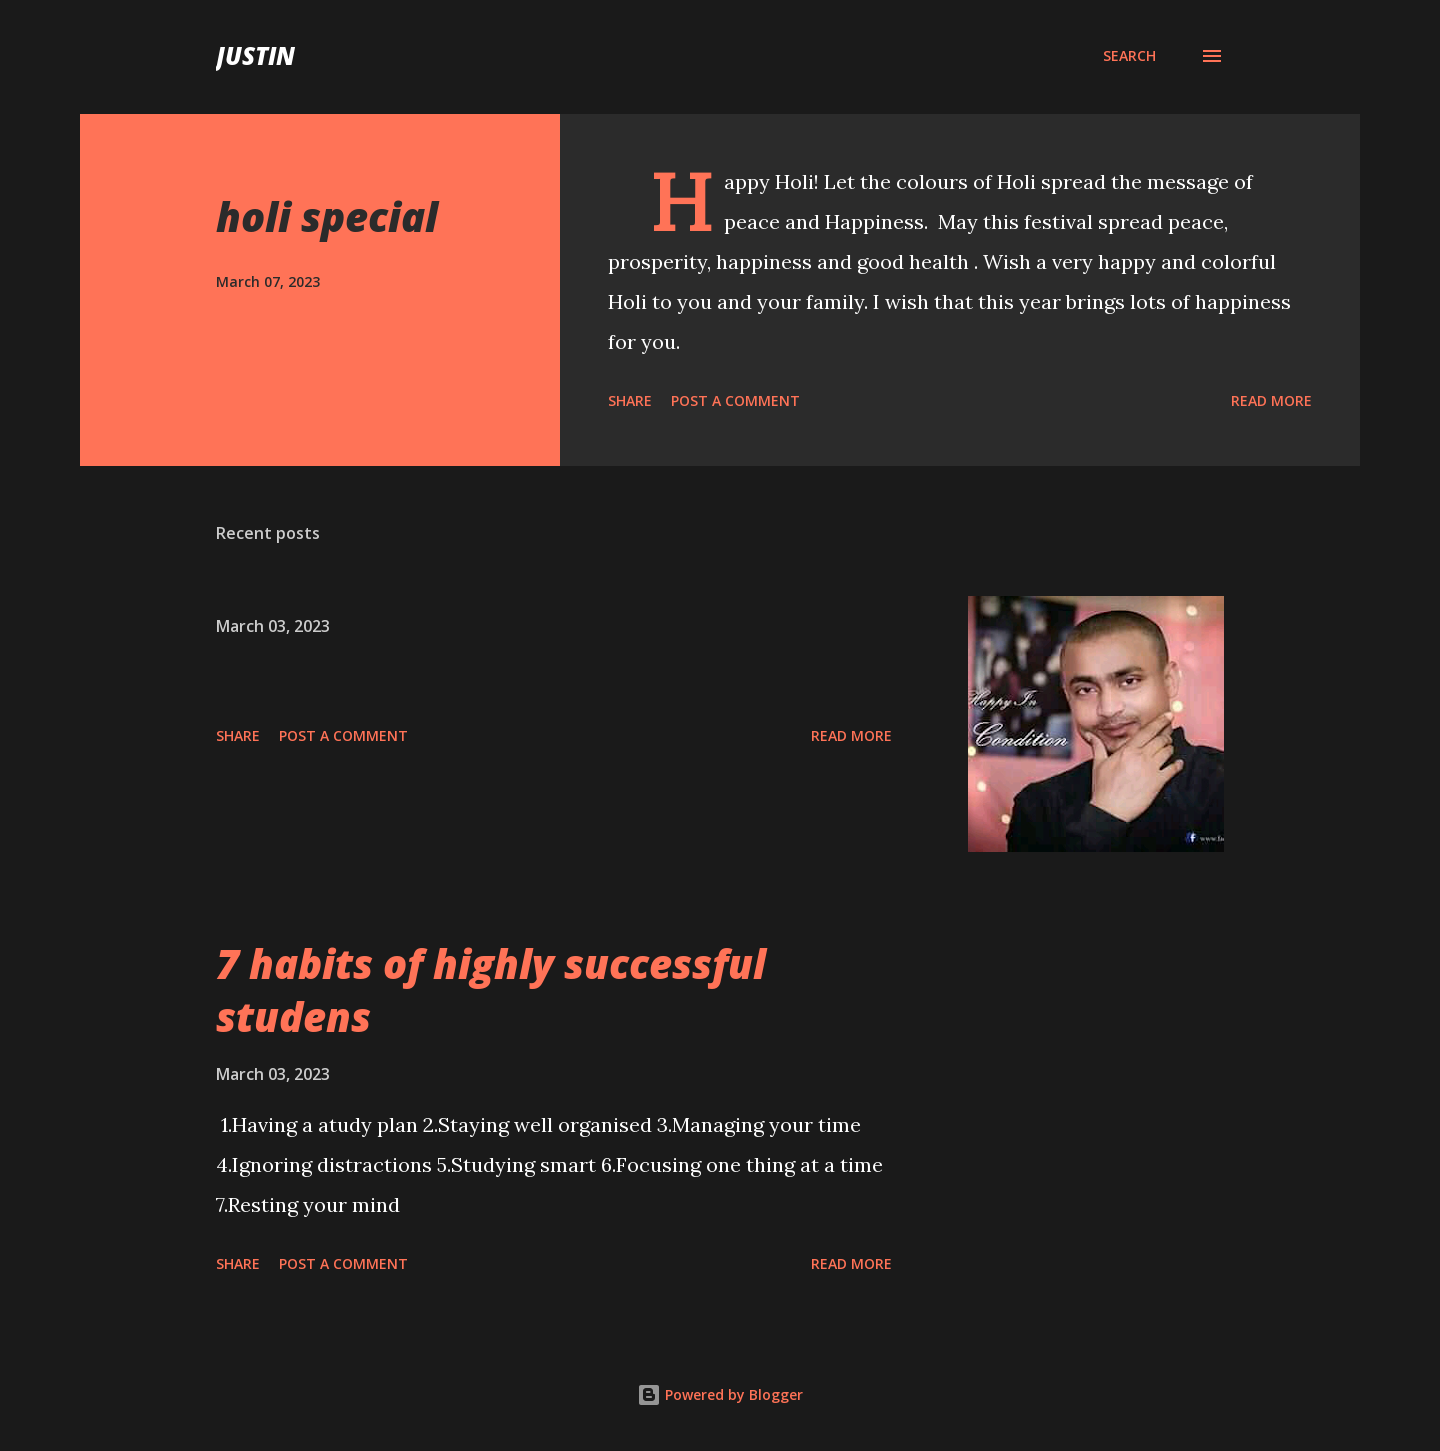 JUSTIN
SEARCH
holi special
March 07, 2023
Happy Holi! Let the colours of Holi spread the message of
peace and Happiness.  May this festival spread peace,
prosperity, happiness and good health . Wish a very happy and colorful
Holi to you and your family. I wish that this year brings lots of happiness
for you.
SHARE POST A COMMENT READ MORE
Recent posts
March 03, 2023
SHARE POST A COMMENT READ MORE
Happy In
Condition
7 habits of highly successful
studens
March 03, 2023
1.Having a atudy plan 2.Staying well organised 3.Managing your time
4.Ignoring distractions 5.Studying smart 6.Focusing one thing at a time
7.Resting your mind
SHARE POST A COMMENT READ MORE
Powered by Blogger